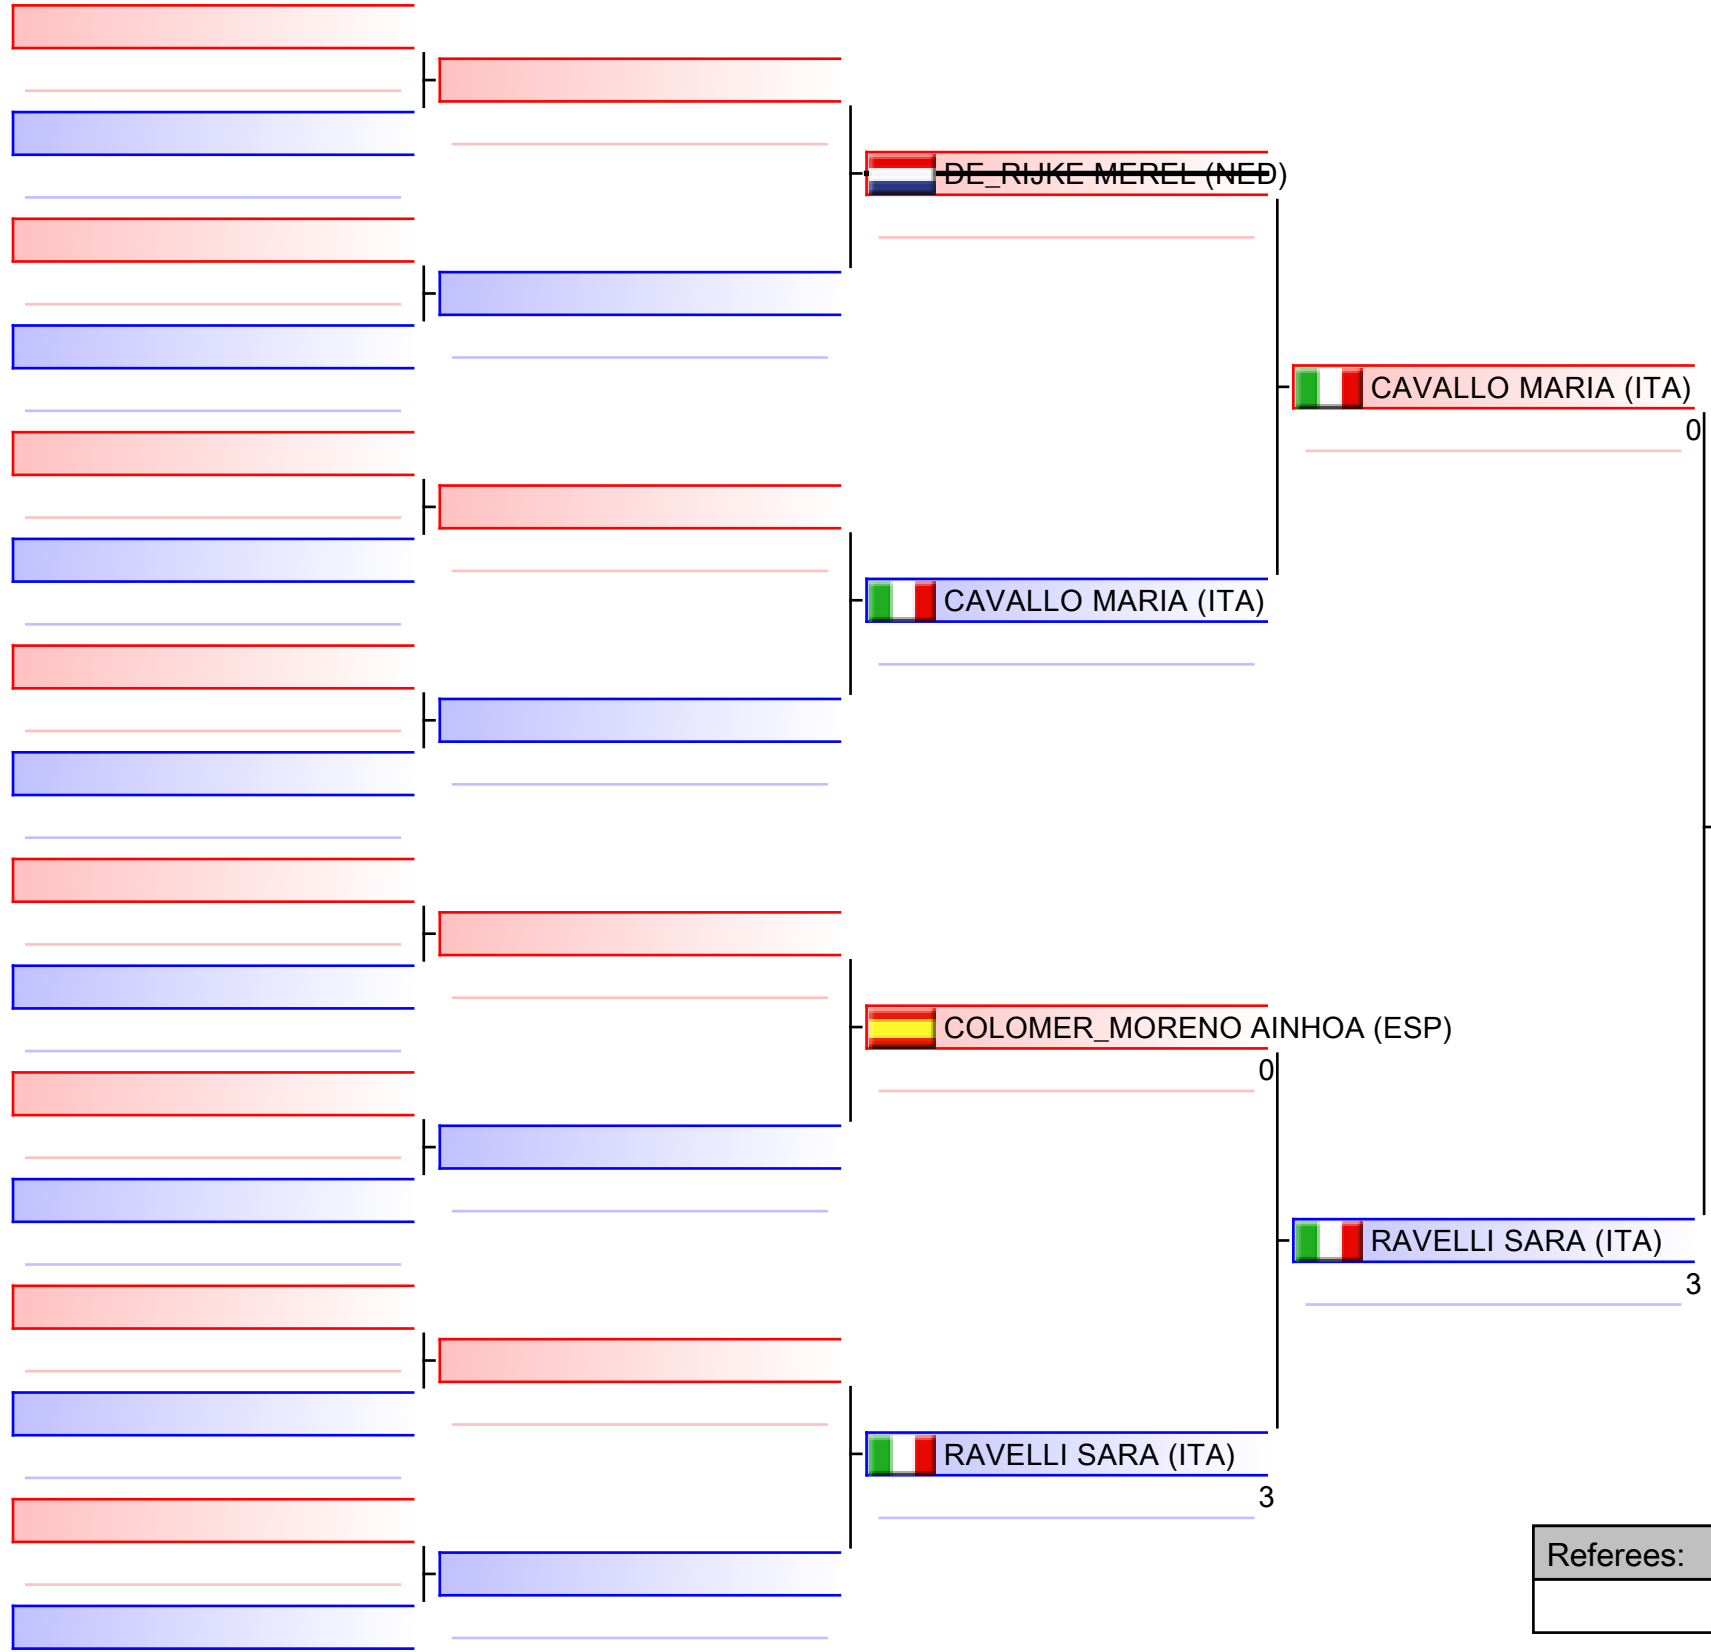 DE_RIJKE MEREL (NED)
CAVALLO MARIA (ITA)
0
CAVALLO MARIA (ITA)
COLOMER_MORENO AINHOA (ESP)
0
RAVELLI SARA (ITA)
3
RAVELLI SARA (ITA)
3
Referees: